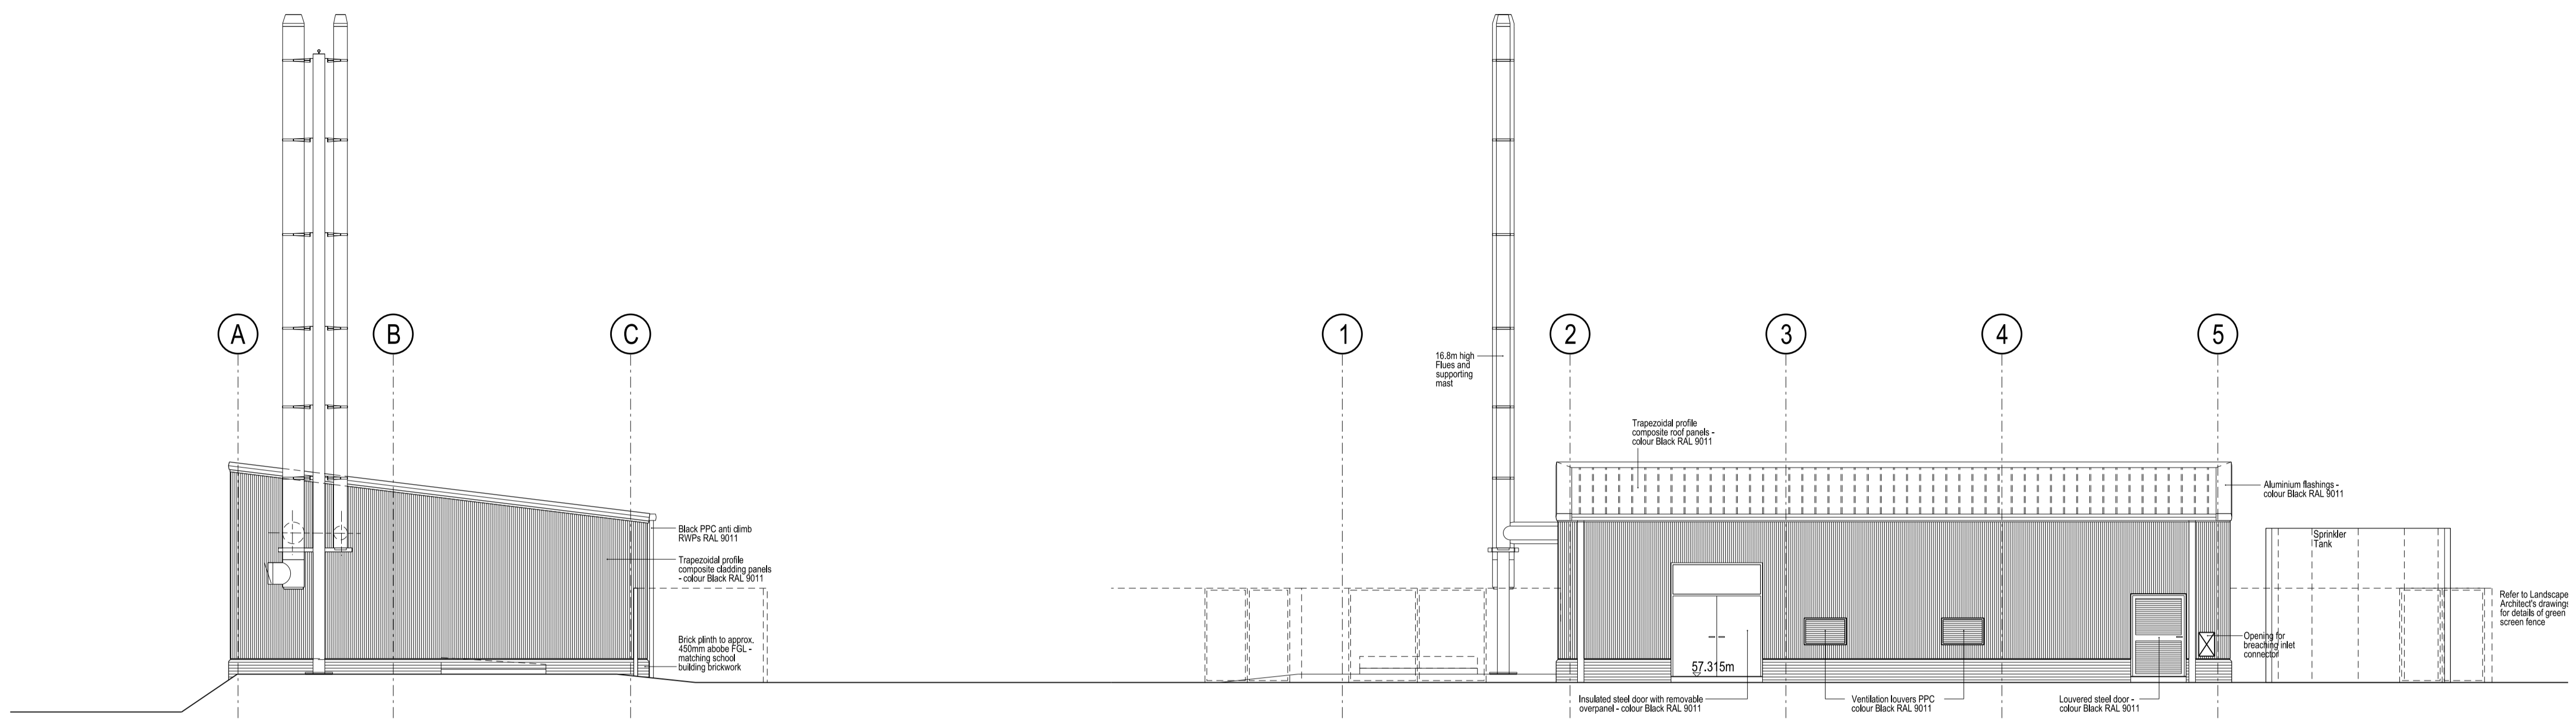 A
B
C
1
2
3
4
5
16.8m high
Flues and
supporting
mast
Trapezoidal profile
composite roof panels -
colour Black RAL 9011
Aluminium flashings -
colour Black RAL 9011
Black PPC anti climb
RWPs RAL 9011
Trapezoidal profile
composite cladding panels
- colour Black RAL 9011
Brick plinth to approx.
450mm abobe FGL -
matching school
building brickwork
Sprinkler
Tank
Refer to Landscape
Architect's drawings
for details of green
screen fence
Opening for
breaching inlet
connector
57.315m
Insulated steel door with removable
overpanel - colour Black RAL 9011
Ventilation louvers PPC
colour Black RAL 9011
Louvered steel door -
colour Black RAL 9011